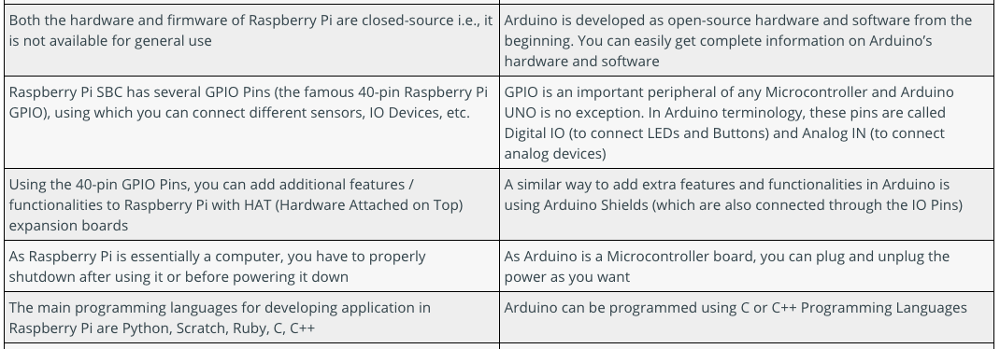 Both the hardware and firmware of Raspberry Pi are closed-source i.e., it
is not available for general use
Arduino is developed as open-source hardware and software from the
beginning. You can easily get complete information on Arduino’s
hardware and software
Raspberry Pi SBC has several GPIO Pins (the famous 40-pin Raspberry Pi
GPIO), using which you can connect different sensors, IO Devices, etc.
GPIO is an important peripheral of any Microcontroller and Arduino
UNO is no exception. In Arduino terminology, these pins are called
Digital IO (to connect LEDs and Buttons) and Analog IN (to connect
analog devices)
Using the 40-pin GPIO Pins, you can add additional features /
functionalities to Raspberry Pi with HAT (Hardware Attached on Top)
expansion boards
A similar way to add extra features and functionalities in Arduino is
using Arduino Shields (which are also connected through the IO Pins)
As Raspberry Pi is essentially a computer, you have to properly
shutdown after using it or before powering it down
As Arduino is a Microcontroller board, you can plug and unplug the
power as you want
The main programming languages for developing application in
Raspberry Pi are Python, Scratch, Ruby, C, C++
Arduino can be programmed using C or C++ Programming Languages